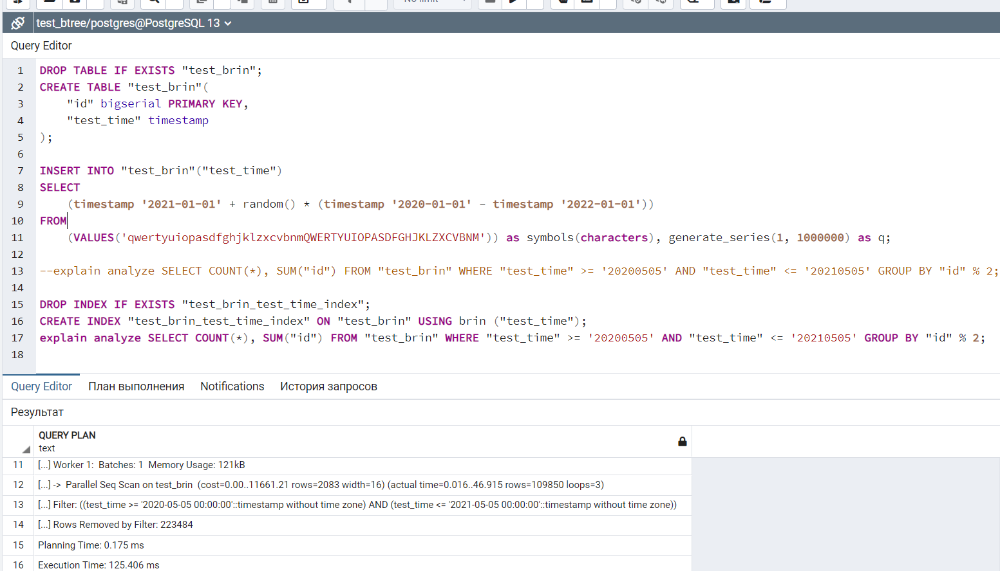 No limit
test_btree/postgres@PostgreSQL 13
Query Editor
1 DROP TABLE IF EXISTS "test_brin";
2 CREATE TABLE "test_brin"(
3 "id" bigserial PRIMARY KEY,
4 "test_time" timestamp
5 );
6
7 INSERT INTO "test_brin"("test_time")
8 SELECT
9 (timestamp '2021-01-01' + random() * (timestamp '2020-01-01' - timestamp '2022-01-01'))
10 FROM
11 (VALUES('qwertyuiopasdfghjklzxcvbnmQWERTYUIOPASDFGHJKLZXCVBNM')) as symbols(characters), generate_series(1, 1000000) as q;
12
13 --explain analyze SELECT COUNT(*), SUM("id") FROM "test_brin" WHERE "test_time" >= '20200505' AND "test_time" <= '20210505' GROUP BY "id" % 2;
14
15 DROP INDEX IF EXISTS "test_brin_test_time_index";
16 CREATE INDEX "test_brin_test_time_index" ON "test_brin" USING brin ("test_time");
17 explain analyze SELECT COUNT(*), SUM("id") FROM "test_brin" WHERE "test_time" >= '20200505' AND "test_time" <= '20210505' GROUP BY "id" % 2;
18
Query Editor План выполнения Notifications История запросов
Результат
QUERY PLAN
text
11 [...] Worker 1: Batches: 1 Memory Usage: 121kB
12 [...] -> Parallel Seq Scan on test_brin (cost=0.00..11661.21 rows=2083 width=16) (actual time=0.016..46.915 rows=109850 loops=3)
13 [...] Filter: ((test_time >= '2020-05-05 00:00:00'::timestamp without time zone) AND (test_time <= '2021-05-05 00:00:00'::timestamp without time zone))
14 [...] Rows Removed by Filter: 223484
15 Planning Time: 0.175 ms
16 Execution Time: 125.406 ms